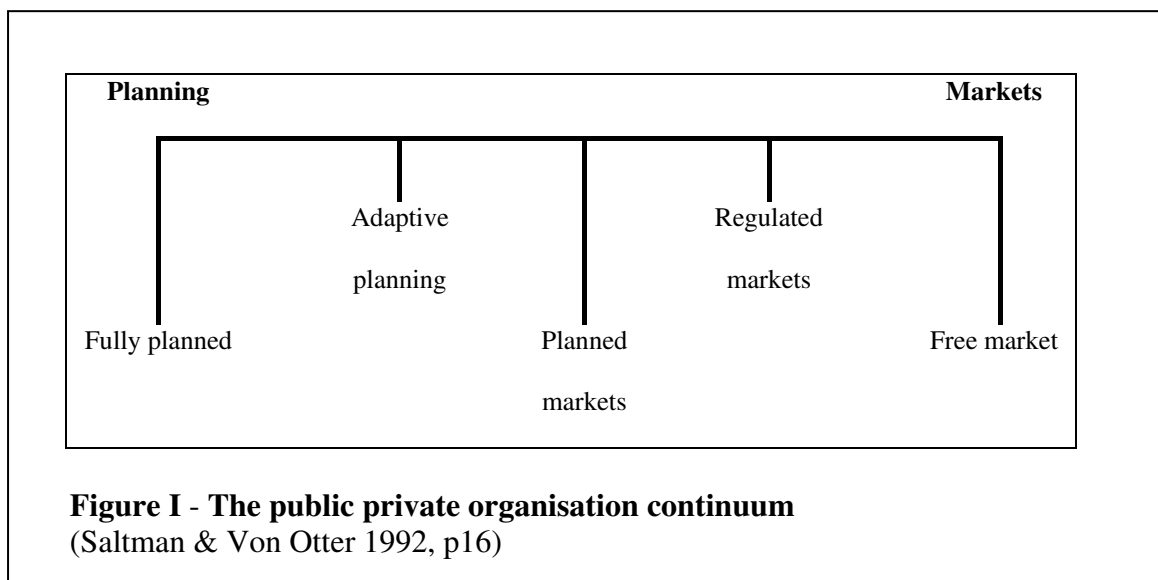 Planning Markets
Adaptive Regulated
planning markets
Fully planned Planned Free market
markets
Figure I - The public private organisation continuum
(Saltman & Von Otter 1992, p16)